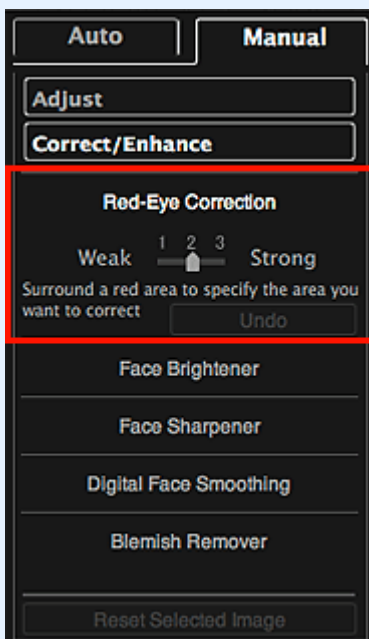 Auto Manual
Adjust
Correct/Enhance
Red-Eye Correction
1 2 3
Weak Strong
Surround a red area to specify the area you
want to correct
Undo
Face Brightener
Face Sharpener
Digital Face Smoothing
Blemish Remover
Reset Selected Image